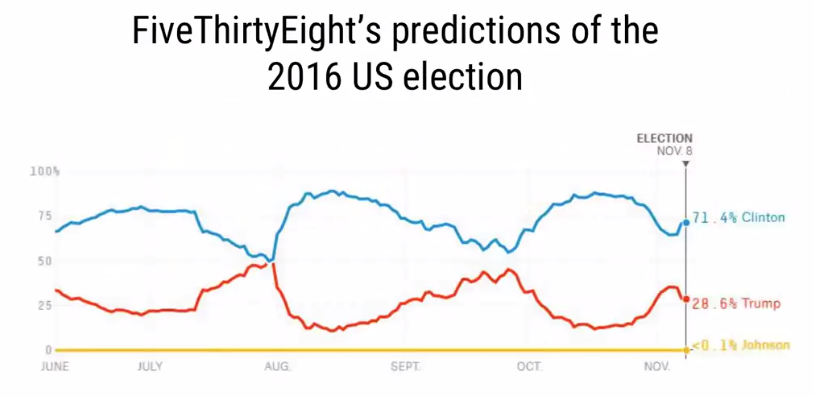 FiveThirtyEight's predictions of the
2016 US election
ELECTION
NOV. 8
100%
75
50
25
0
71.4% Clinton
28.6% Trump
<0.1% Johnson
JUNE JULY AUG. SEPT. OCT. NOV.